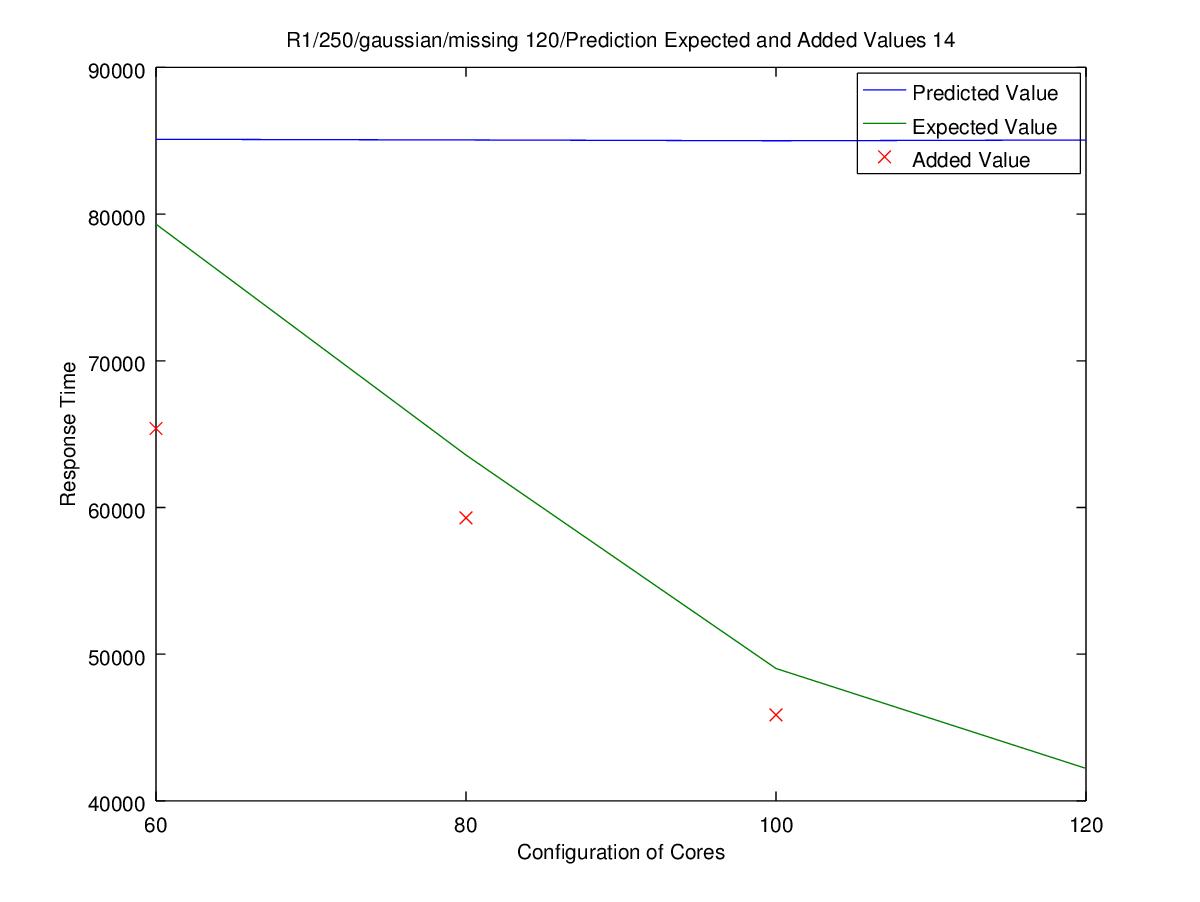 R1/250/gaussian/missing 120/Prediction Expected and Added Values 14
90000
80000
70000
60000
50000
40000
Response Time
Predicted Value
Expected Value
Added Value
60
80
100
120
Configuration of Cores